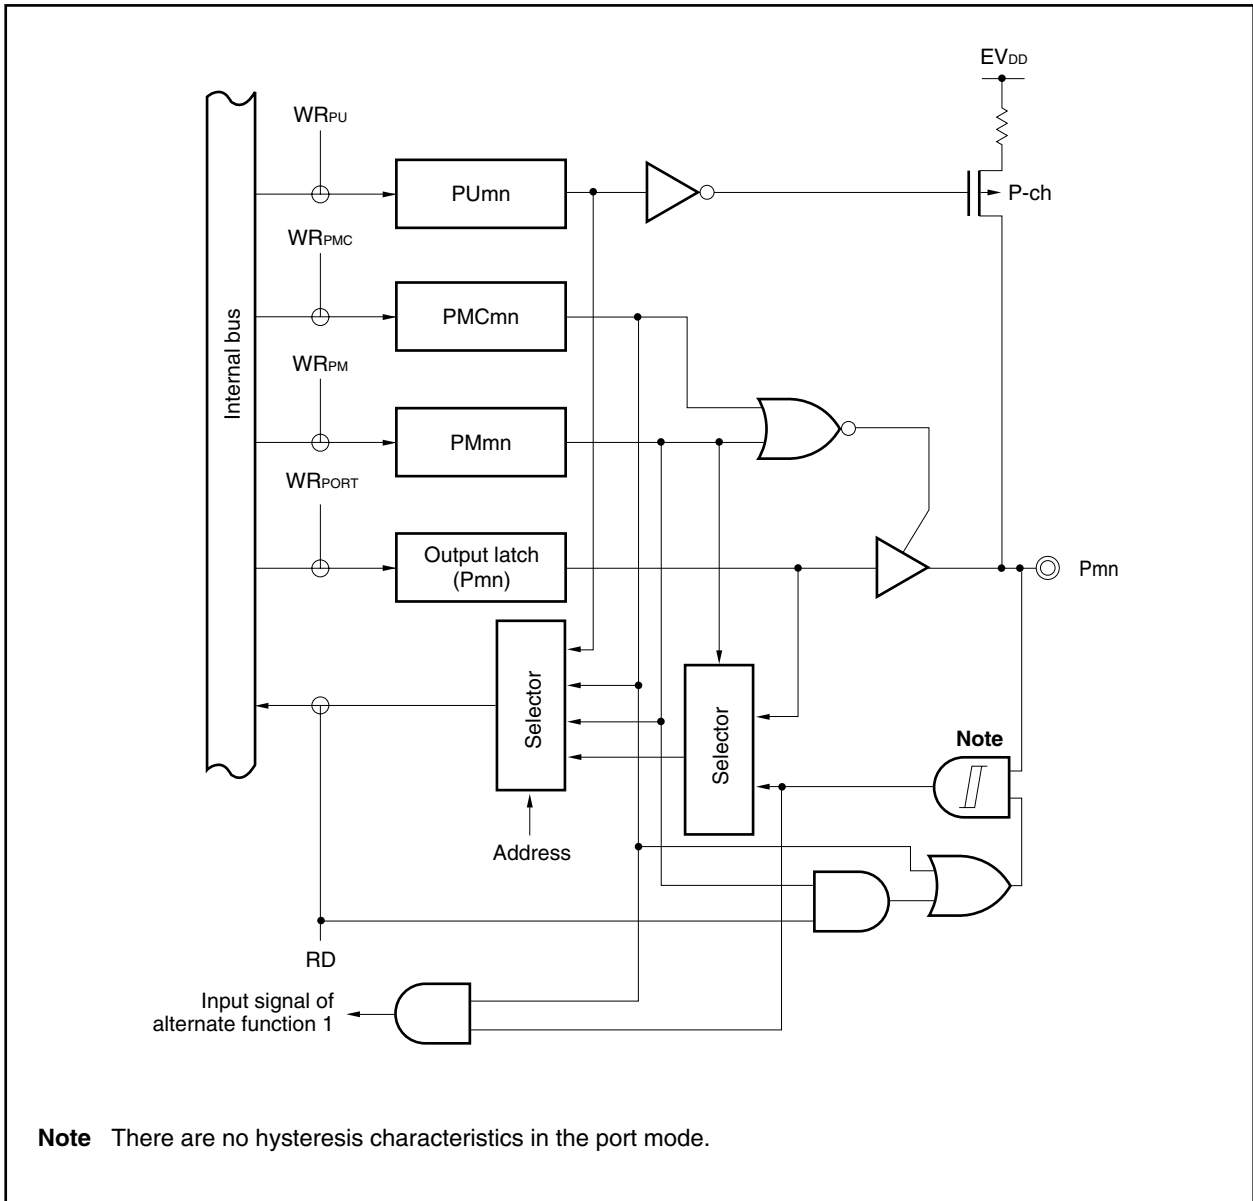 EVDD
WRPU
PUmn
P-ch
WRPMC
PMCmn
Internal bus
WRPM
PMmn
WRPORT
Output latch
(Pmn)
Pmn
Selector
Selector
Note
Address
RD
Input signal of
alternate function 1
Note There are no hysteresis characteristics in the port mode.